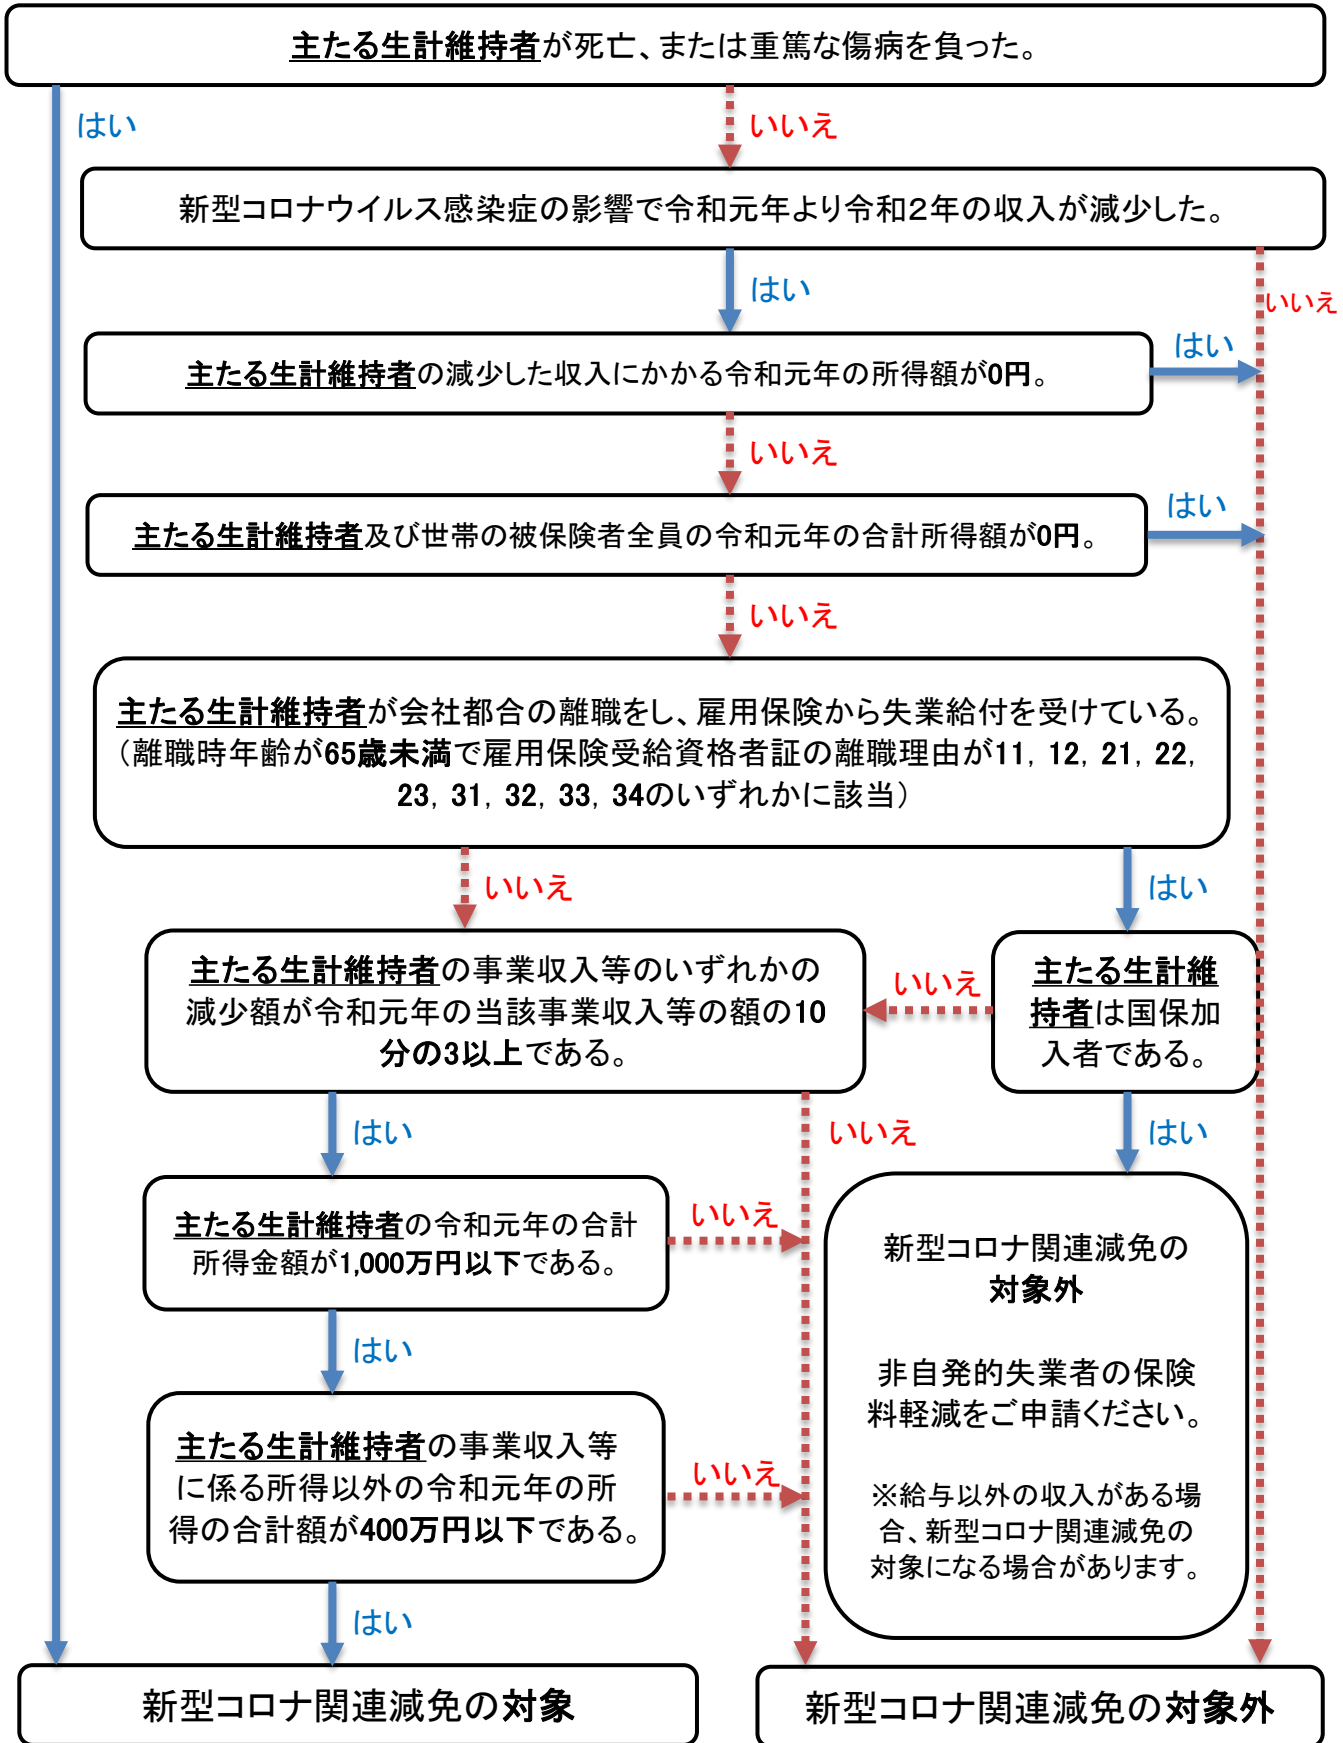 主たる生計維持者が死亡、または重篤な傷病を負った。
はい
いいえ
新型コロナウイルス感染症の影響で令和元年より令和2年の収入が減少した。
はい
いいえ
主たる生計維持者の減少した収入にかかる令和元年の所得額が0円。
はい
いいえ
主たる生計維持者及び世帯の被保険者全員の令和元年の合計所得額が0円。
はい
いいえ
主たる生計維持者が会社都合の離職をし、雇用保険から失業給付を受けている。
（離職時年齢が65歳未満で雇用保険受給資格者証の離職理由が11，12，21，22，
23，31，32，33，34のいずれかに該当）
いいえ
はい
主たる生計維持者の事業収入等のいずれかの
減少額が令和元年の当該事業収入等の額の10
分の3以上である。
いいえ
主たる生計維
持者は国保加
入者である。
はい
いいえ
はい
主たる生計維持者の令和元年の合計
所得金額が1,000万円以下である。
いいえ
はい
新型コロナ関連減免の
対象外
非自発的失業者の保険
料軽減をご申請ください。
※給与以外の収入がある場
合、新型コロナ関連減免の
対象になる場合があります。
主たる生計維持者の事業収入等
に係る所得以外の令和元年の所
得の合計額が400万円以下である。
いいえ
はい
新型コロナ関連減免の対象
新型コロナ関連減免の対象外